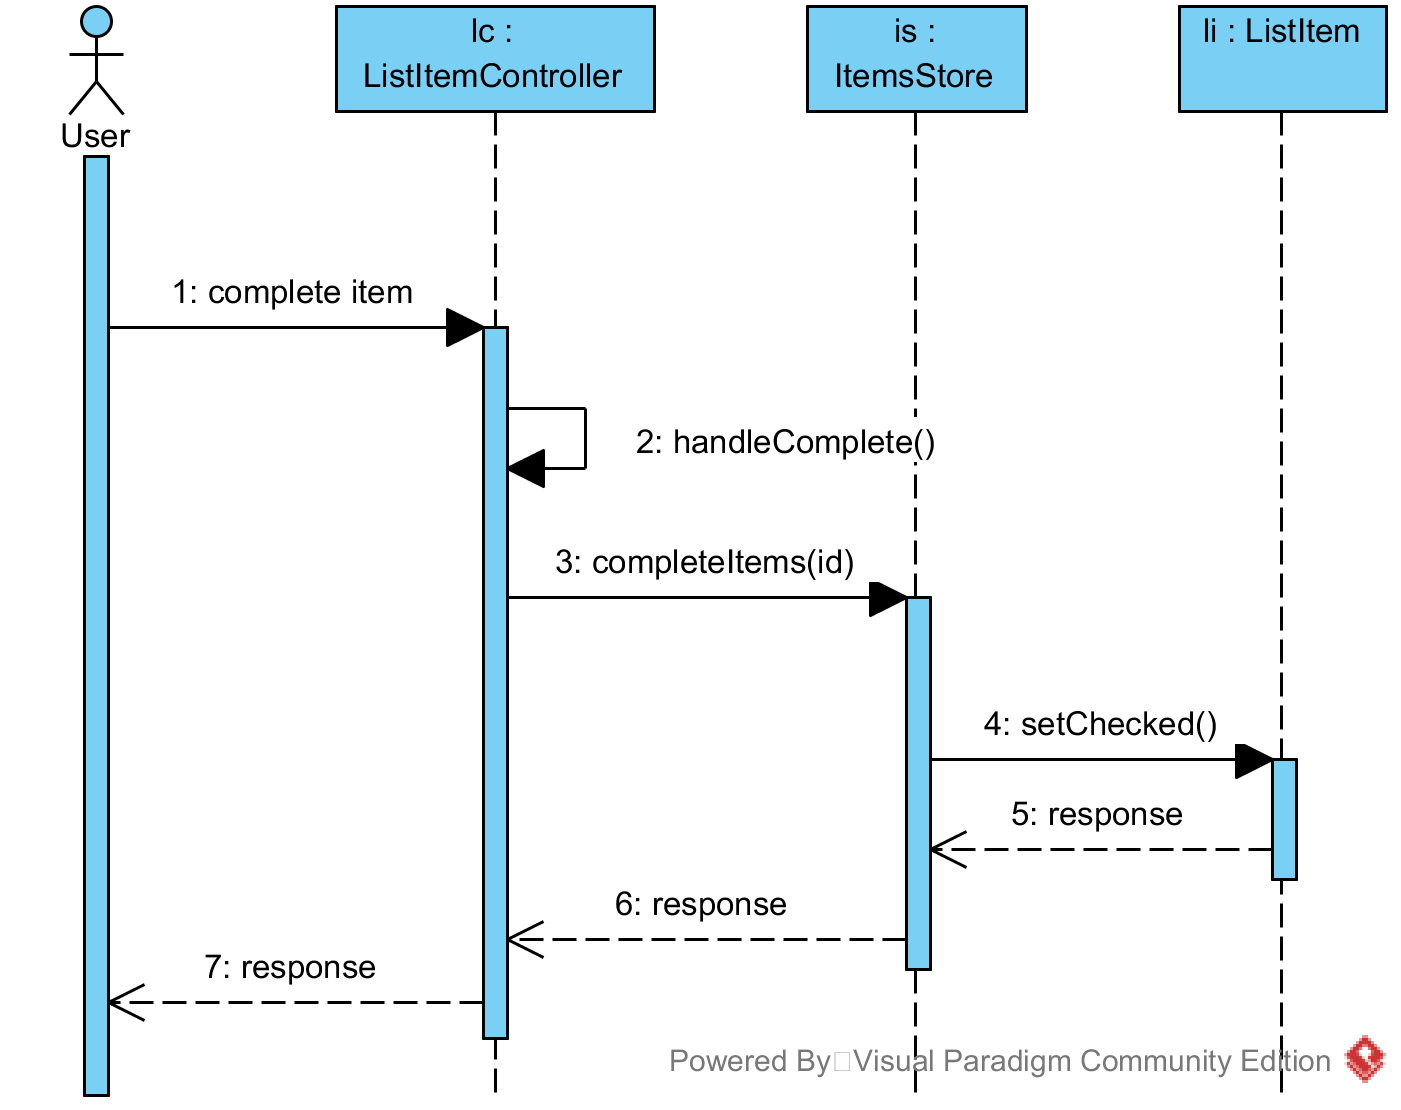 lc :
ListItemController
is :
ItemsStore
li : ListItem
User
1: complete item
2: handleComplete()
3: completeItems(id)
4: setChecked()
5: response
6: response
7: response
Powered By Visual Paradigm Community Edition